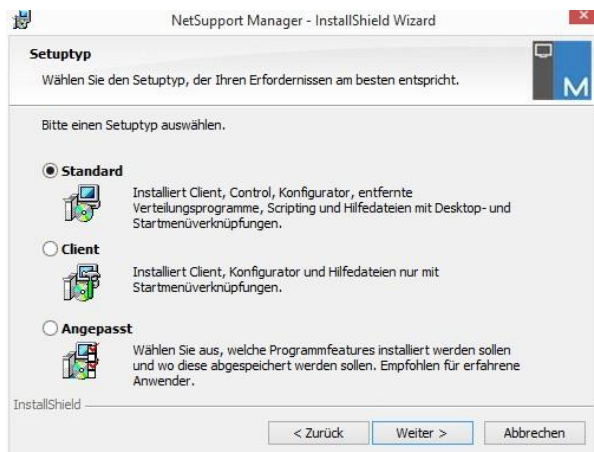 NetSupport Manager - InstallShield Wizard
Setuptyp
Wählen Sie den Setuptyp, der Ihren Erfordernissen am besten entspricht.
M
Bitte einen Setuptyp auswählen.
Standard
Installiert Client, Control, Konfigurator, entfernte
Verteilungsprogramme, Scripting und Hilfedateien mit Desktop- und
Startmenüverknüpfungen.
Client
Installiert Client, Konfigurator und Hilfedateien nur mit
Startmenüverknüpfungen.
Angepasst
Wählen Sie aus, welche Programmfeatures installiert werden sollen
und wo diese abgespeichert werden sollen. Empfohlen für erfahrene
Anwender.
InstallShield
< Zurück Weiter > Abbrechen